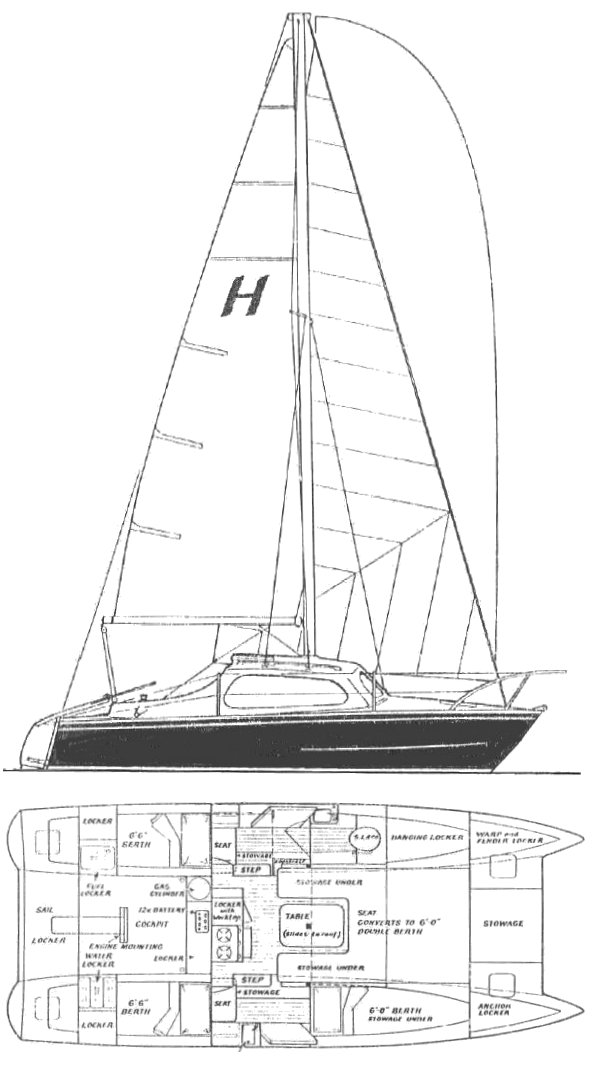 H
LOCKER
6'6"
BERTH
SEAT
STOWAGE
STEP
HANGING LOCKER
WARP and
FENDER LOCKER
FUEL
LOCKER
GAS
CYLINDER
STOWAGE UNDER
LOCKER
with
WORKTOP
12v BATTERY
SAIL
LOCKER
COCKPIT
ENGINE MOUNTING
TABLE
SEAT
CONVERTS TO 6'0"
DOUBLE BERTH
STOWAGE
WATER
LOCKER
LOCKER
STOWAGE UNDER
STEP
STOWAGE
SEAT
6'6"
BERTH
LOCKER
6'0" BERTH
STOWAGE UNDER
ANCHOR
LOCKER